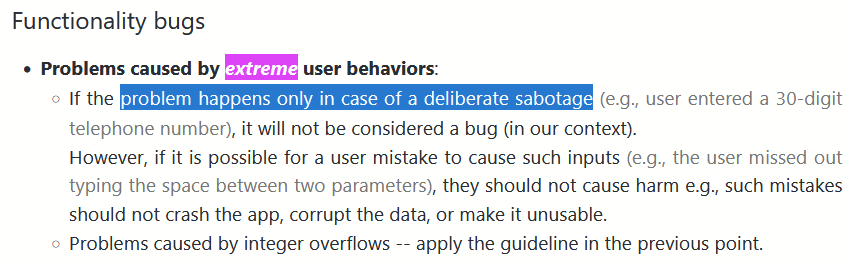 Functionality bugs
• Problems caused by extreme user behaviors:
○ If the problem happens only in case of a deliberate sabotage (e.g., user entered a 30-digit
telephone number), it will not be considered a bug (in our context).
However, if it is possible for a user mistake to cause such inputs (e.g., the user missed out
typing the space between two parameters), they should not cause harm e.g., such mistakes
should not crash the app, corrupt the data, or make it unusable.
○ Problems caused by integer overflows -- apply the guideline in the previous point.